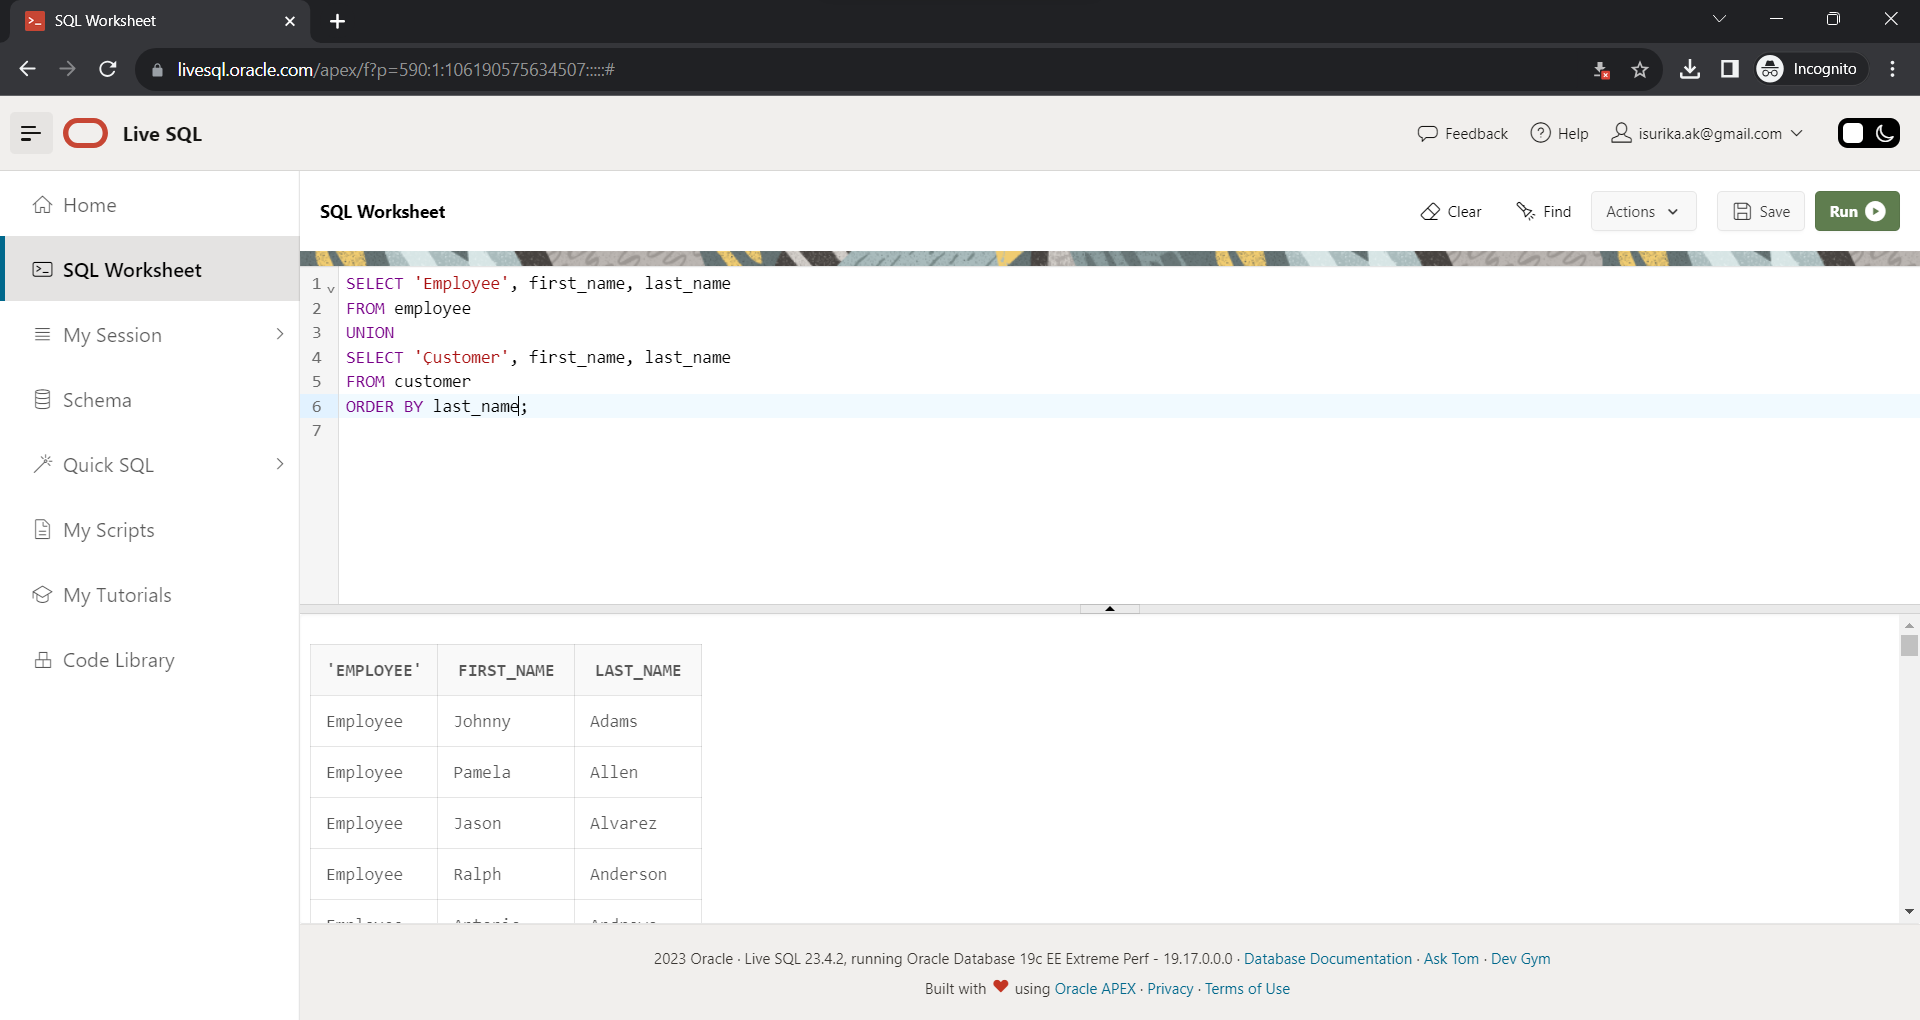 SQL Worksheet
livesql.oracle.com/apex/f?p=590:1:106190575634507:::::#
Incognito
Live SQL
Feedback
Help
isurika.ak@gmail.com
Home
SQL Worksheet
My Session
Schema
Quick SQL
My Scripts
My Tutorials
Code Library
SQL Worksheet
Clear
Find
Actions
Save
Run
1 SELECT 'Employee', first_name, last_name
2 FROM employee
3 UNION
4 SELECT 'Customer', first_name, last_name
5 FROM customer
6 ORDER BY last_name;
7
'EMPLOYEE' FIRST_NAME LAST_NAME
Employee Johnny Adams
Employee Pamela Allen
Employee Jason Alvarez
Employee Ralph Anderson
2023 Oracle · Live SQL 23.4.2, running Oracle Database 19c EE Extreme Perf - 19.17.0.0.0 · Database Documentation · Ask Tom · Dev Gym
Built with ❤ using Oracle APEX · Privacy · Terms of Use